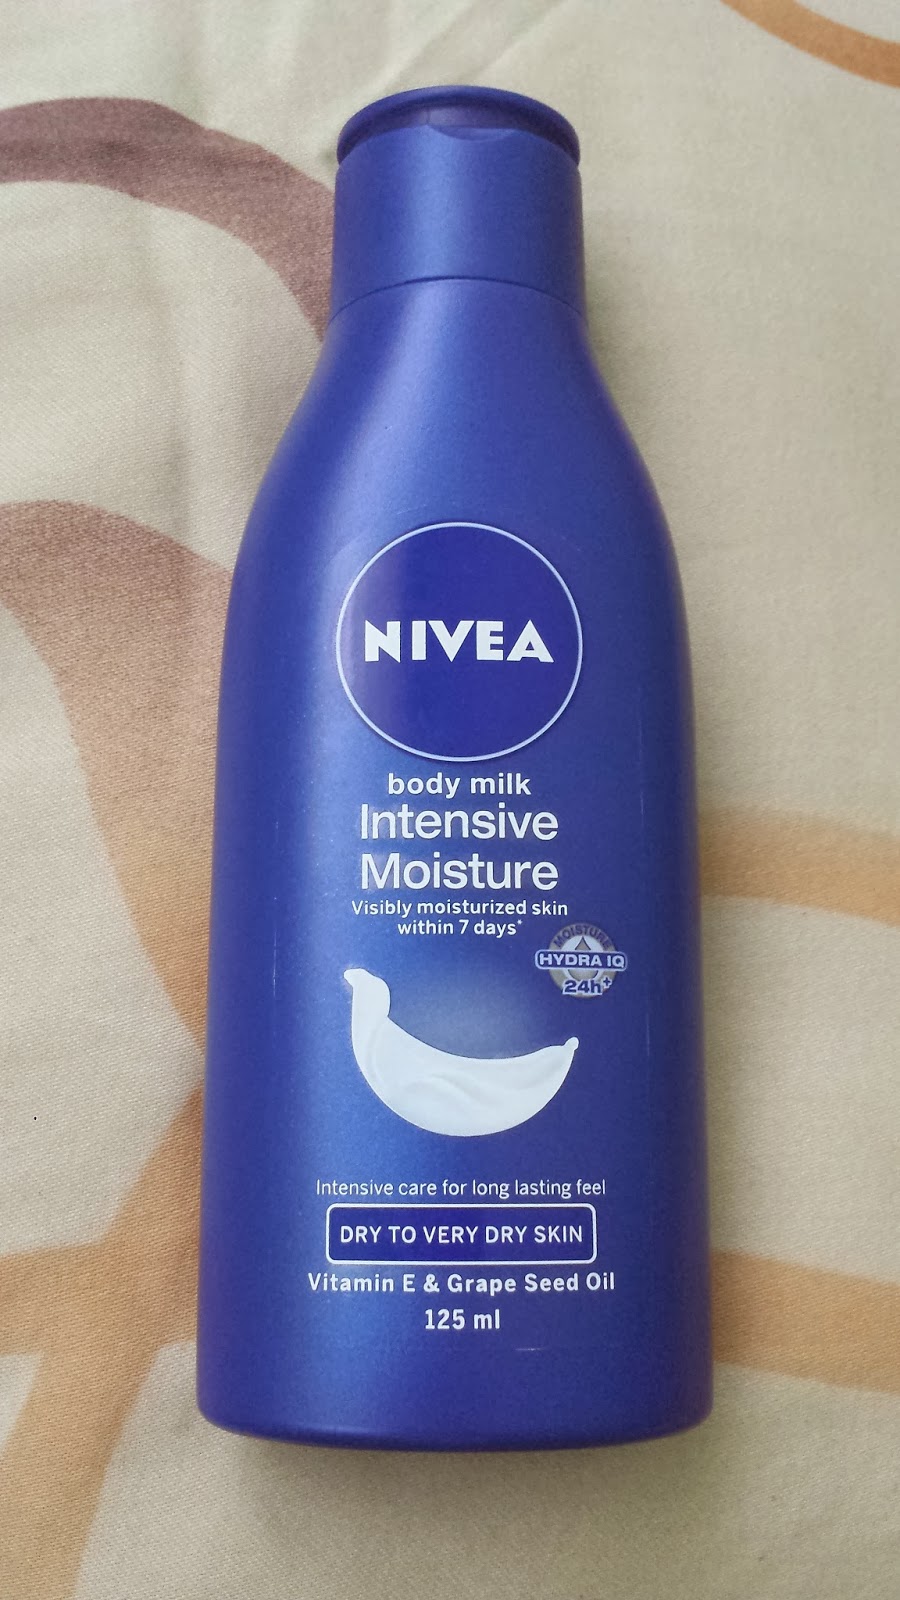 NIVEA
body milk
Intensive
Moisture
Visibly moisturized skin
within 7 days*
MOISTURE
HYDRA IQ
24h+
Intensive care for long lasting feel
DRY TO VERY DRY SKIN
Vitamin E & Grape Seed Oil
125 ml